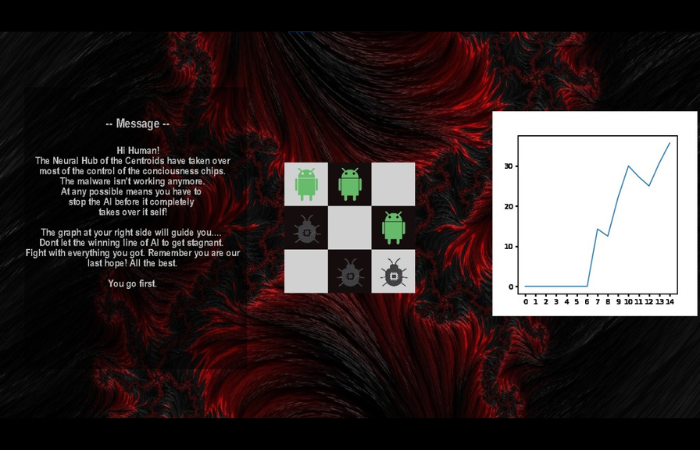 -- Message --
Hi Human!
The Neural Hub of the Centroids have taken over
most of the control of the conciousness chips.
The malware isn't working anymore.
At any possible means you have to
stop the AI before it completely
takes over it self!
The graph at your right side will guide you....
Dont let the winning line of AI to get stagnant.
Fight with everything you got. Remember you are our
last hope! All the best.
You go first.
30
20
10
0
0 1 2 3 4 5 6 7 8 9 10 11 12 13 14